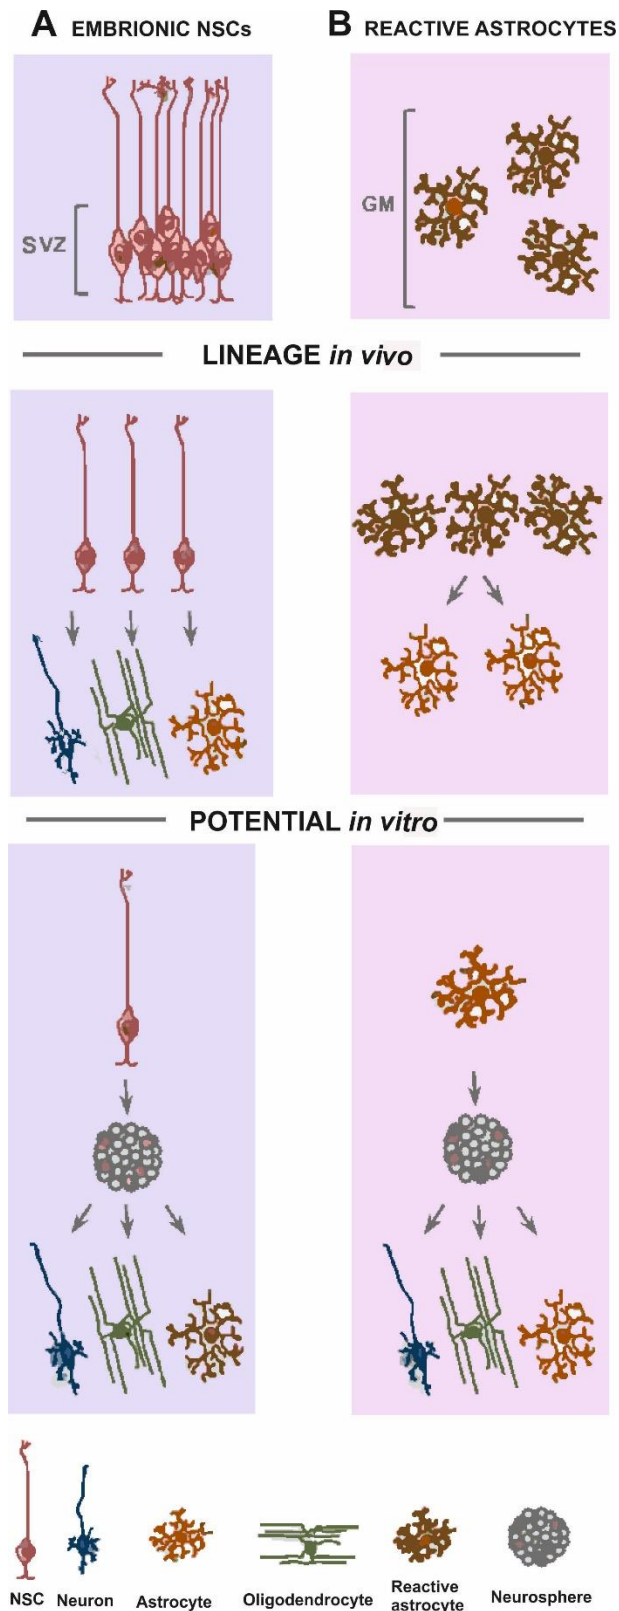 A EMBRIONIC NSCs
B REACTIVE ASTROCYTES
SVZ
GM
LINEAGE in vivo
POTENTIAL in vitro
NSC
Neuron
Astrocyte
Oligodendrocyte
Reactive
astrocyte
Neurosphere